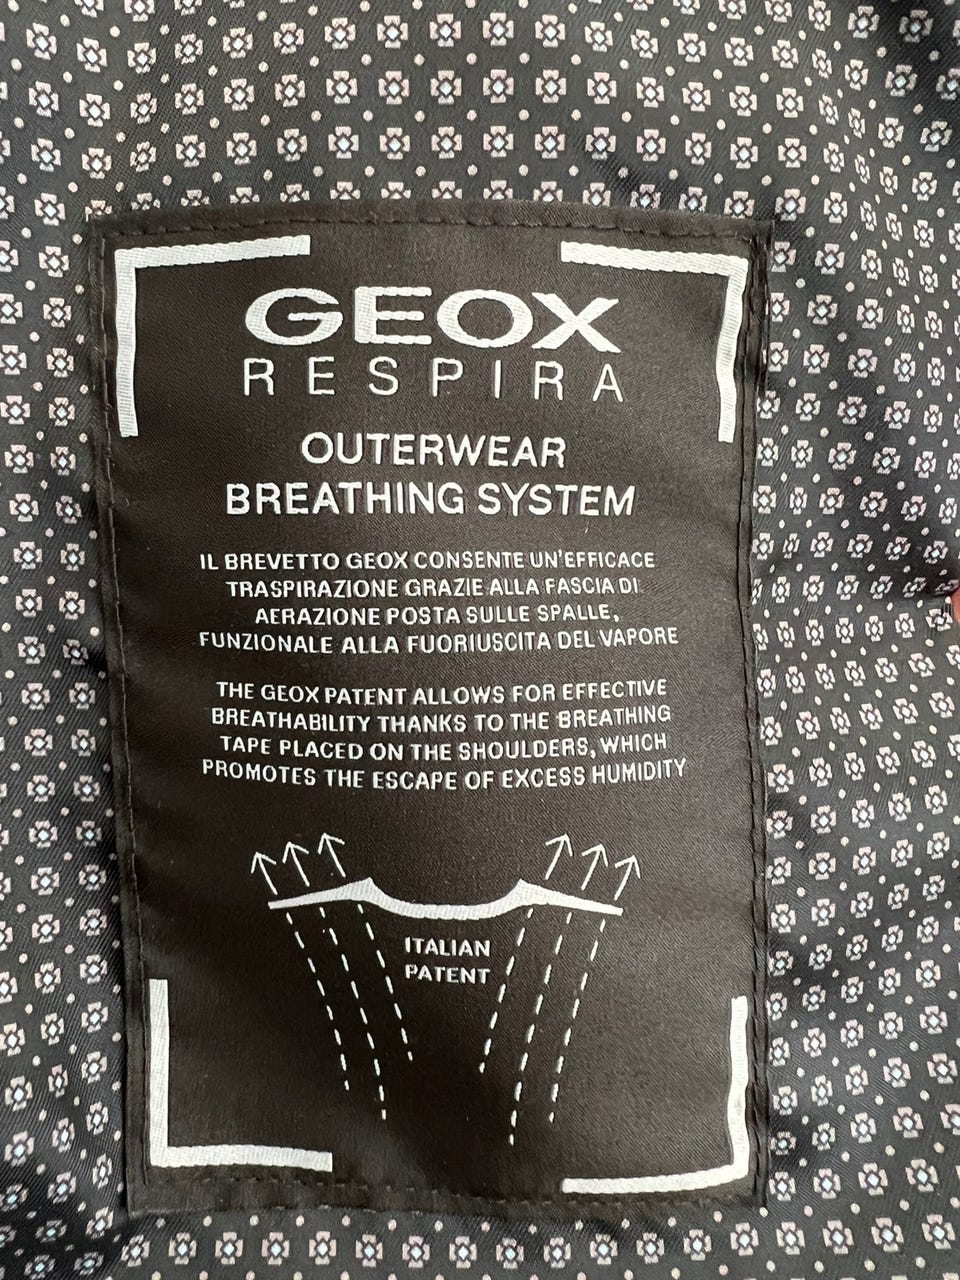 GEOX
RESPIRA
OUTERWEAR
BREATHING SYSTEM
IL BREVETTO GEOX CONSENTE UN'EFFICACE
TRASPIRAZIONE GRAZIE ALLA FASCIA DI
AERAZIONE POSTA SULLE SPALLE,
FUNZIONALE ALLA FUORIUSCITA DEL VAPORE
THE GEOX PATENT ALLOWS FOR EFFECTIVE
BREATHABILITY THANKS TO THE BREATHING
TAPE PLACED ON THE SHOULDERS, WHICH
PROMOTES THE ESCAPE OF EXCESS HUMIDITY
ITALIAN
PATENT